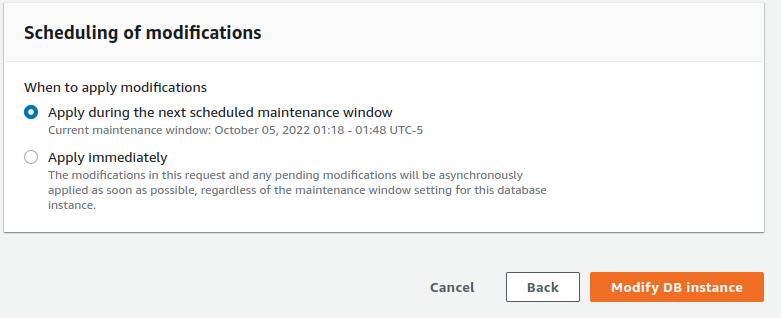 Scheduling of modifications
When to apply modifications
Apply during the next scheduled maintenance window
Current maintenance window: October 05, 2022 01:18 - 01:48 UTC-5
Apply immediately
The modifications in this request and any pending modifications will be asynchronously
applied as soon as possible, regardless of the maintenance window setting for this database
instance.
Cancel
Back
Modify DB instance